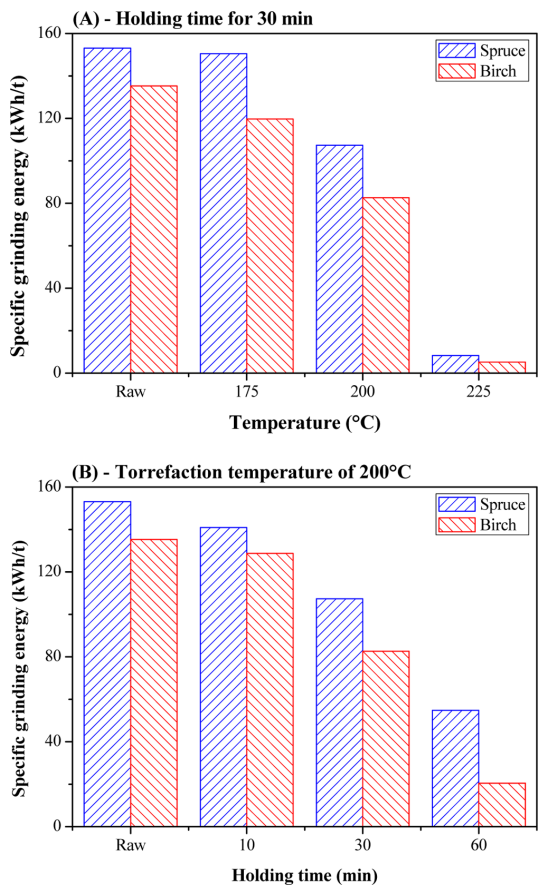 (A) - Holding time for 30 min
Specific grinding energy (kWh/t)
160
120
80
40
0
Spruce
Birch
Raw 175 200 225
Temperature (°C)
(B) - Torrefaction temperature of 200°C
Specific grinding energy (kWh/t)
160
120
80
40
0
Spruce
Birch
Raw 10 30 60
Holding time (min)